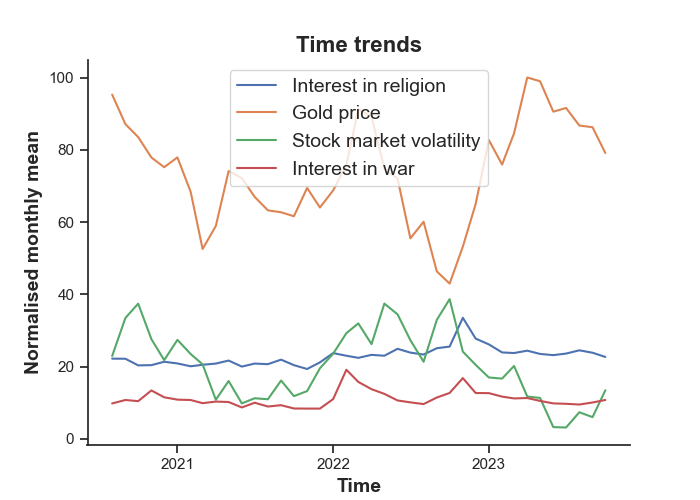 Time trends
Interest in religion
Gold price
Stock market volatility
Interest in war
Normalised monthly mean
100
80
60
40
20
0
2021
2022
2023
Time